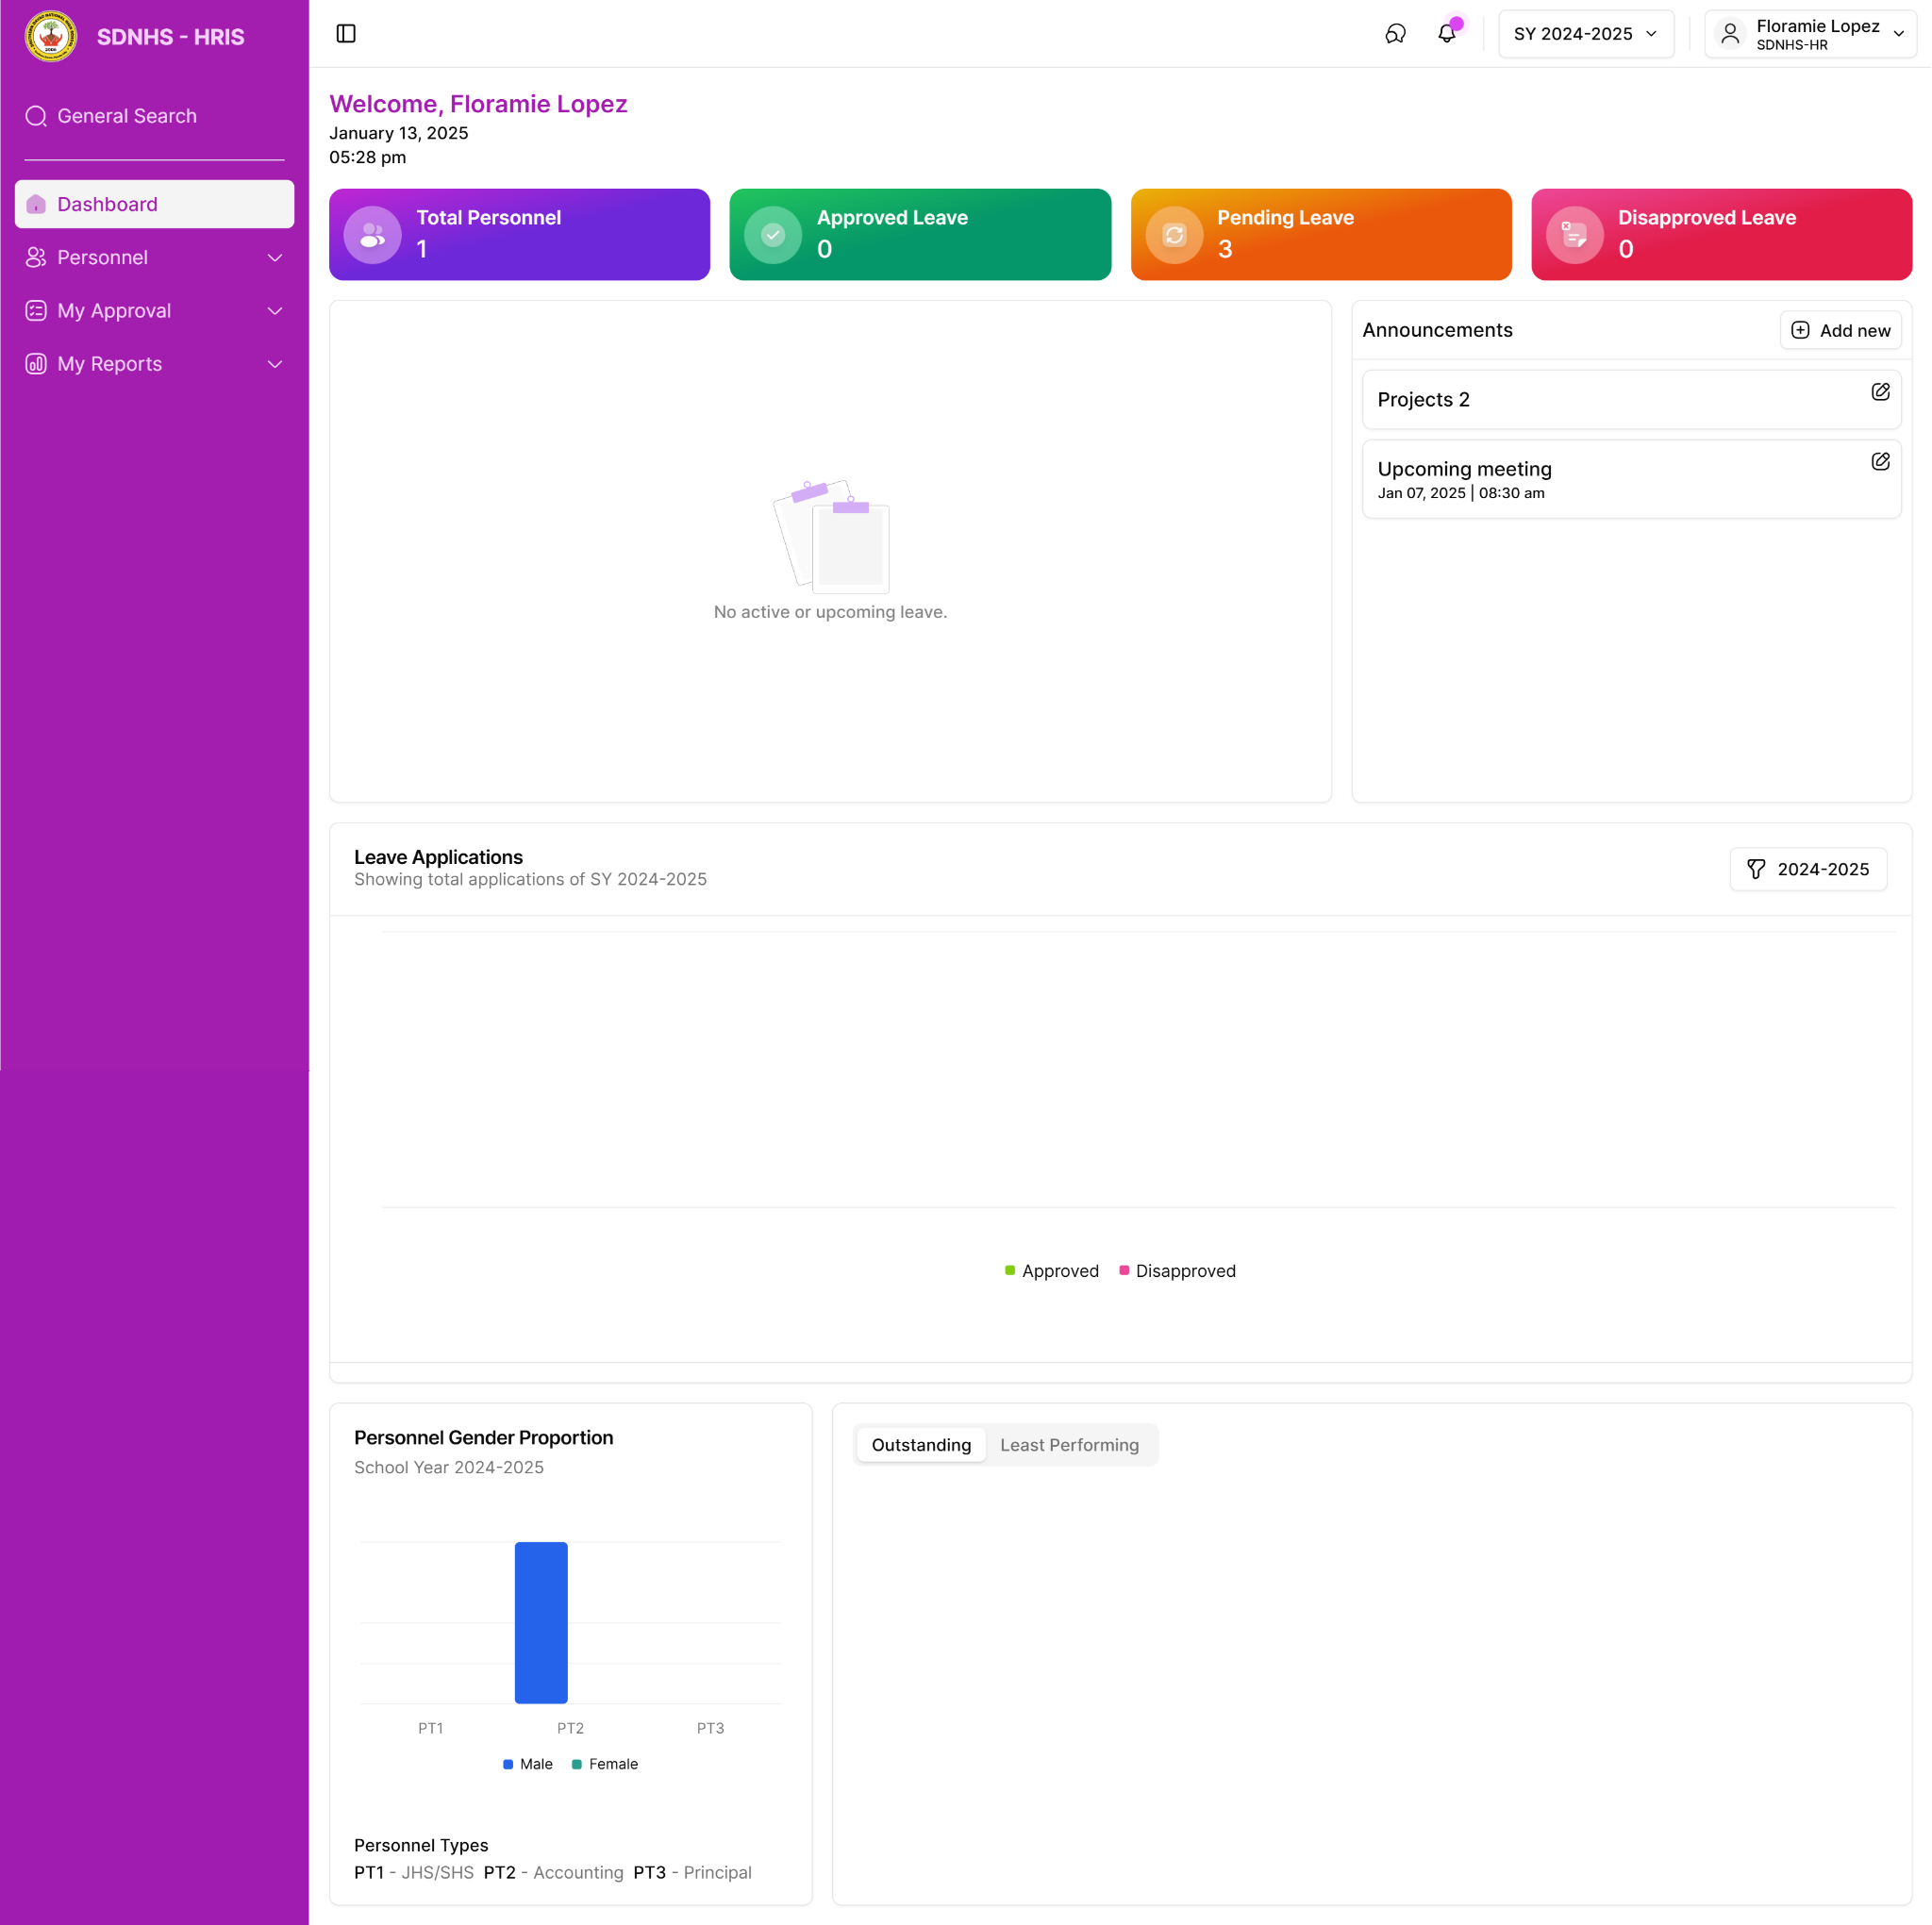 SDNHS - HRIS
General Search
Dashboard
Personnel
My Approval
My Reports
SY 2024-2025
Floramie Lopez
SDNHS-HR
Welcome, Floramie Lopez
January 13, 2025
05:28 pm
Total Personnel
1
Approved Leave
0
Pending Leave
3
Disapproved Leave
0
No active or upcoming leave.
Announcements
Add new
Projects 2
Upcoming meeting
Jan 07, 2025 | 08:30 am
Leave Applications
Showing total applications of SY 2024-2025
2024-2025
Approved
Disapproved
Personnel Gender Proportion
School Year 2024-2025
PT1 PT2 PT3
Male Female
Personnel Types
PT1 - JHS/SHS PT2 - Accounting PT3 - Principal
Outstanding
Least Performing